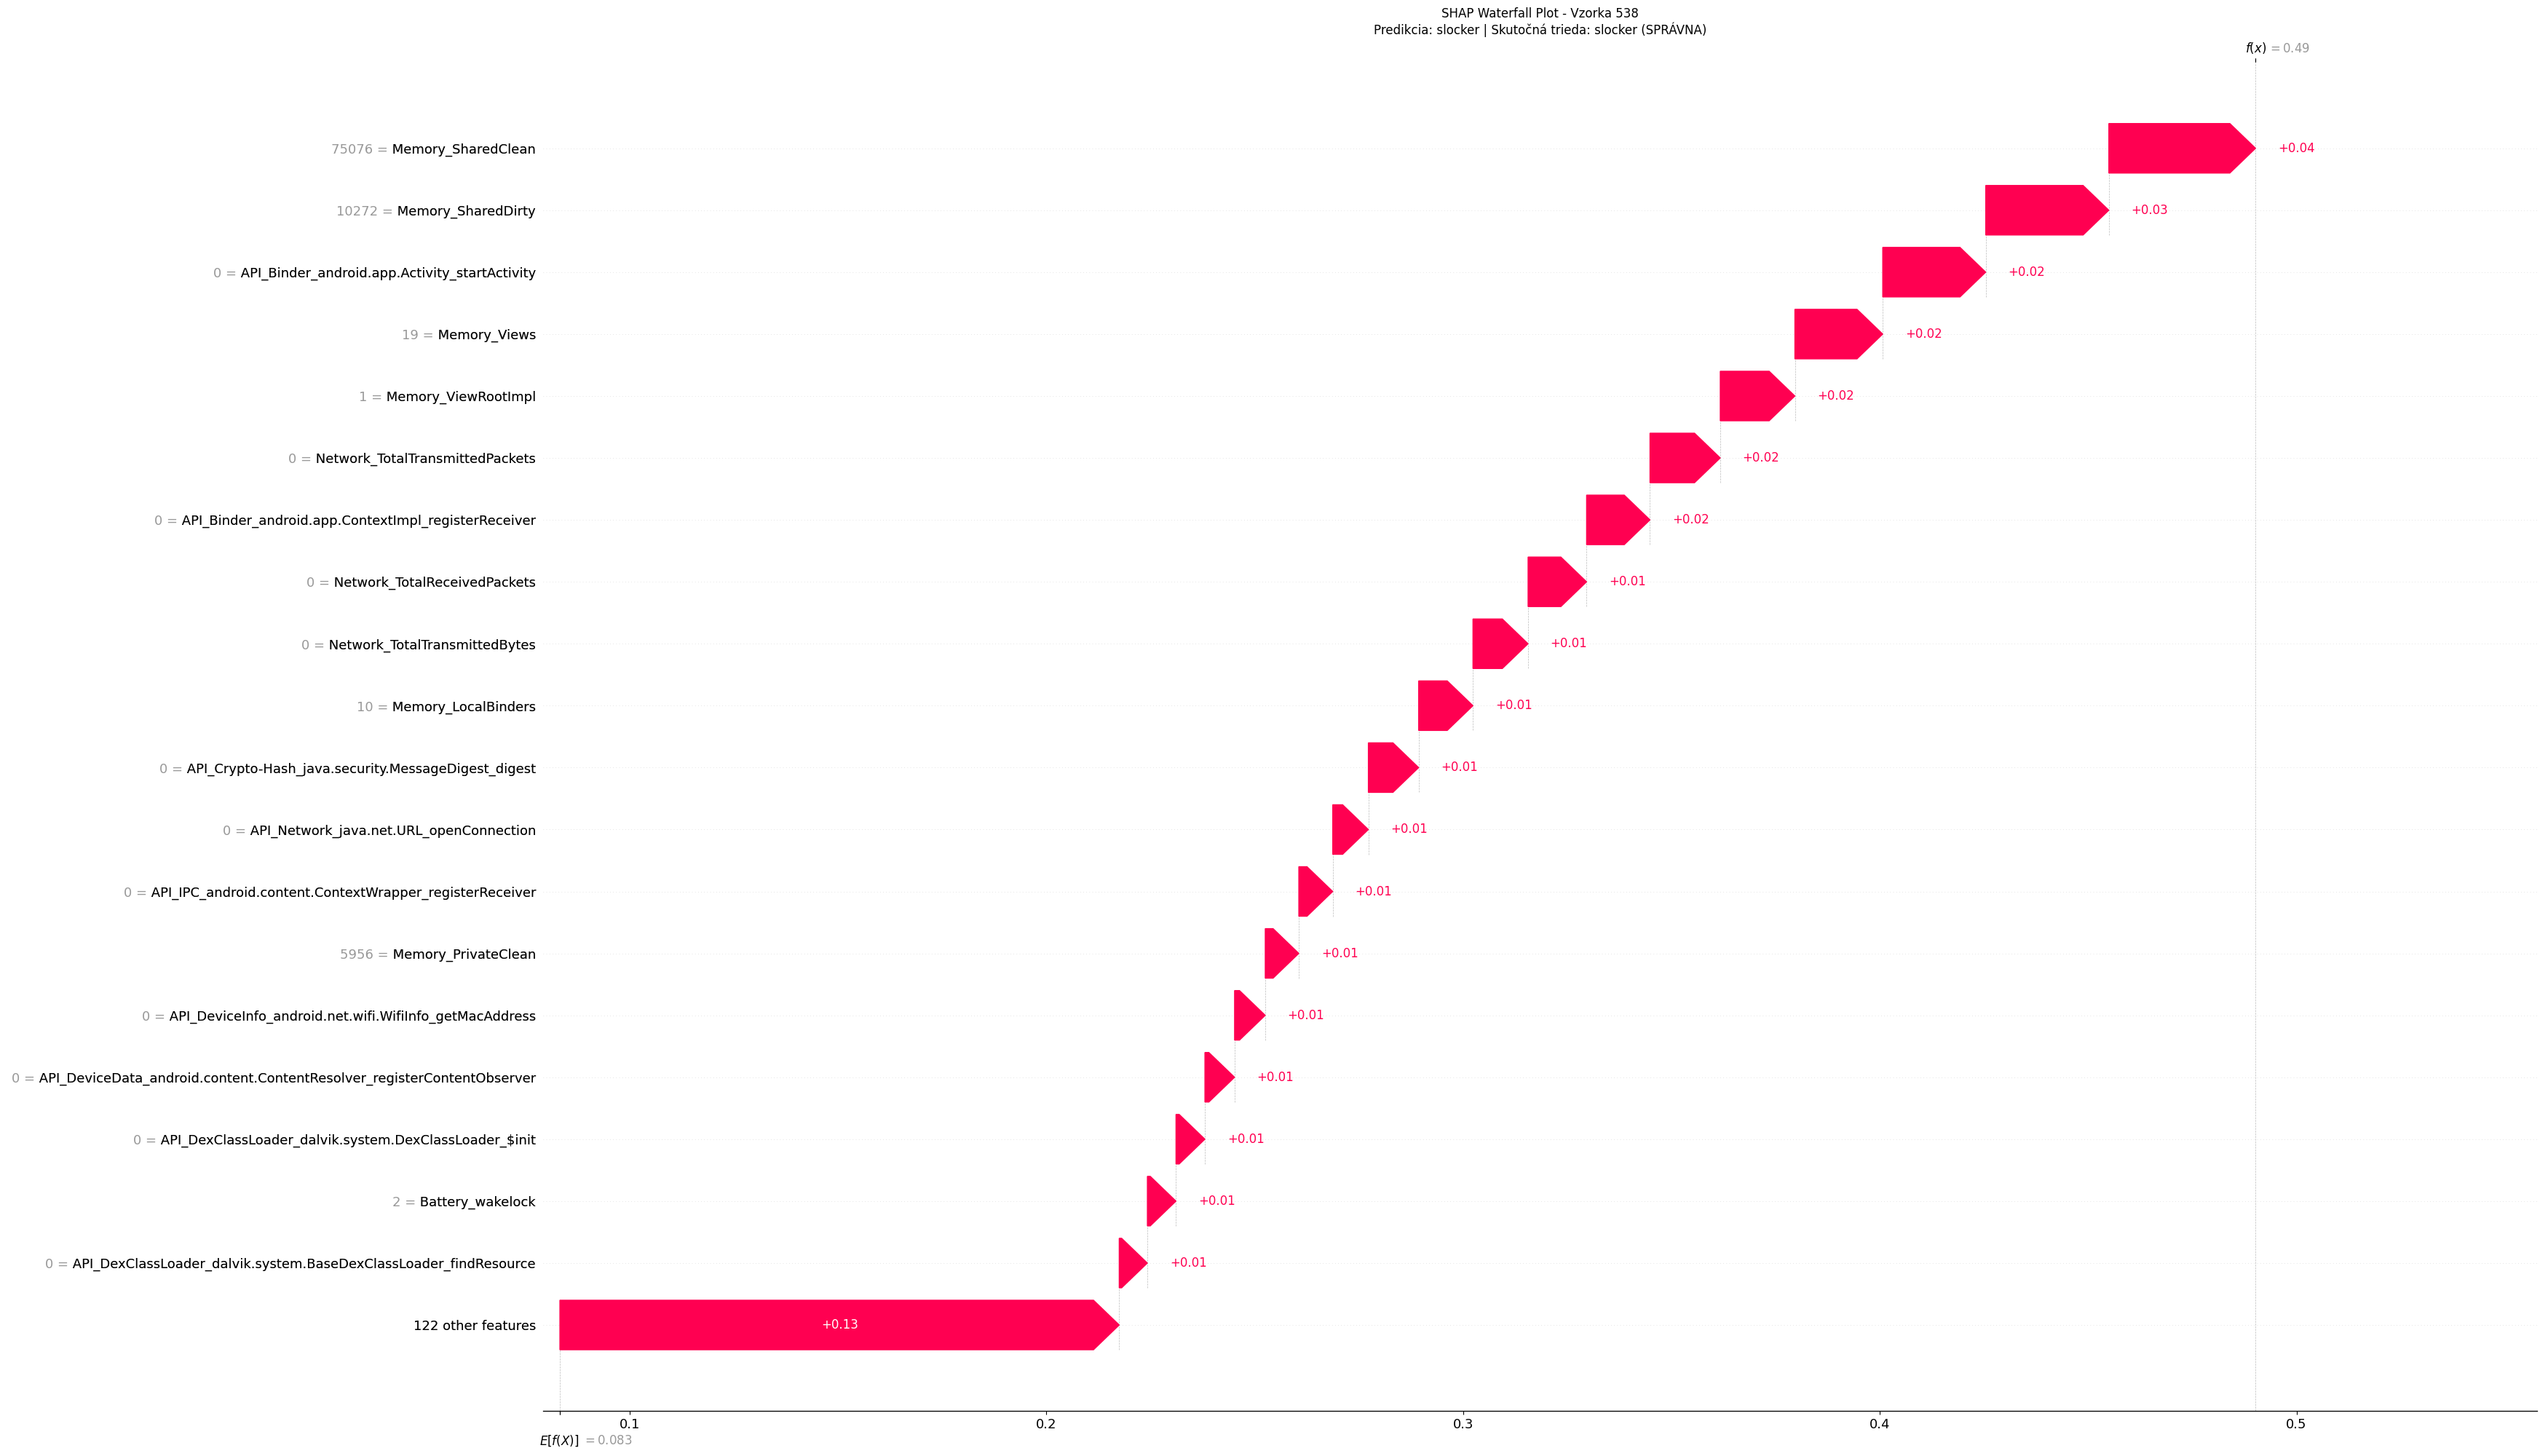 SHAP Waterfall Plot - Vzorka 538
Predikcia: slocker | Skutočná trieda: slocker (SPRÁVNA)
f(x) = 0.49
75076 = Memory_SharedClean
+0.04
10272 = Memory_SharedDirty
+0.03
0 = API_Binder_android.app.Activity_startActivity
+0.02
19 = Memory_Views
+0.02
1 = Memory_ViewRootImpl
+0.02
0 = Network_TotalTransmittedPackets
+0.02
0 = API_Binder_android.app.ContextImpl_registerReceiver
+0.02
0 = Network_TotalReceivedPackets
+0.01
0 = Network_TotalTransmittedBytes
+0.01
10 = Memory_LocalBinders
+0.01
0 = API_Crypto-Hash_java.security.MessageDigest_digest
+0.01
0 = API_Network_java.net.URL_openConnection
+0.01
0 = API_IPC_android.content.ContextWrapper_registerReceiver
+0.01
5956 = Memory_PrivateClean
+0.01
0 = API_DeviceInfo_android.net.wifi.WifiInfo_getMacAddress
+0.01
0 = API_DeviceData_android.content.ContentResolver_registerContentObserver
+0.01
0 = API_DexClassLoader_dalvik.system.DexClassLoader_$init
+0.01
2 = Battery_wakelock
+0.01
0 = API_DexClassLoader_dalvik.system.BaseDexClassLoader_findResource
+0.01
122 other features
+0.13
0.1 0.2 0.3 0.4 0.5
E[f(X)] = 0.083